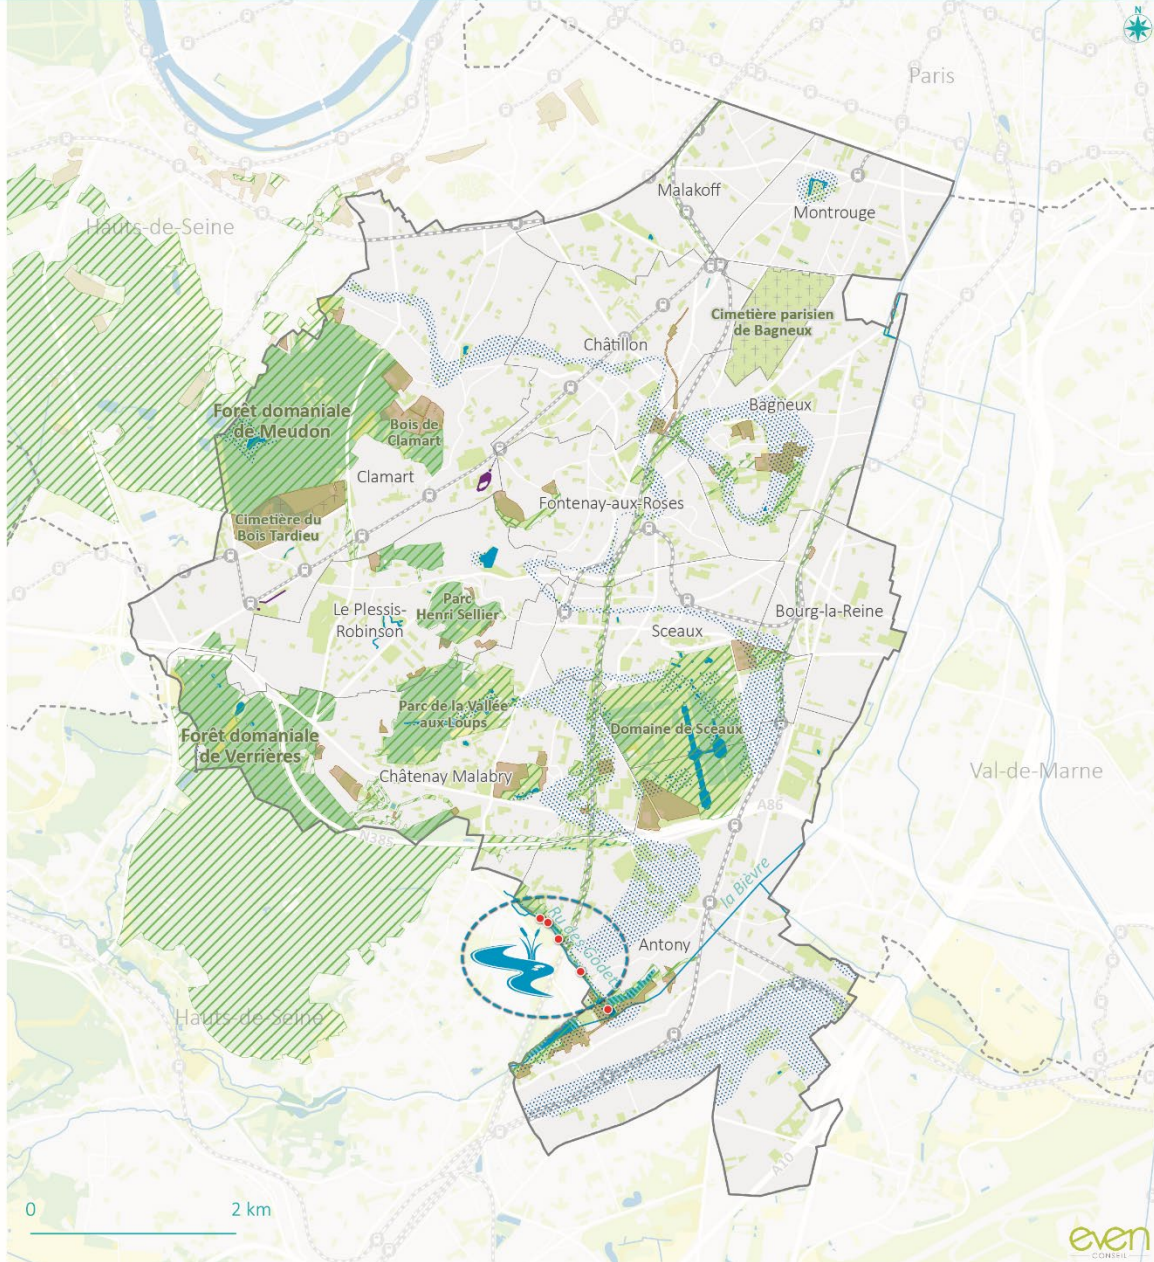 N
Paris
Malakoff
Montrouge
Hauts-de-Seine
Cimetière parisien
de Bagneux
Châtillon
Bagneux
Forêt domaniale
de Meudon
Bois de
Clamart
Clamart
Fontenay-aux-Roses
Cimetière du
Bois Tardieu
Parc
Henri Sellier
Le Plessis-
Robinson
Bourg-la-Reine
Sceaux
Parc de la Vallée
aux Loups
Domaine de Sceaux
Forêt domaniale
de Verrières
Châtenay Malabry
Val-de-Marne
A86
N385
la Bièvre
Ru des Godets
Antony
Hauts-de-Seine
A10
0
2 km
even
CONSEIL